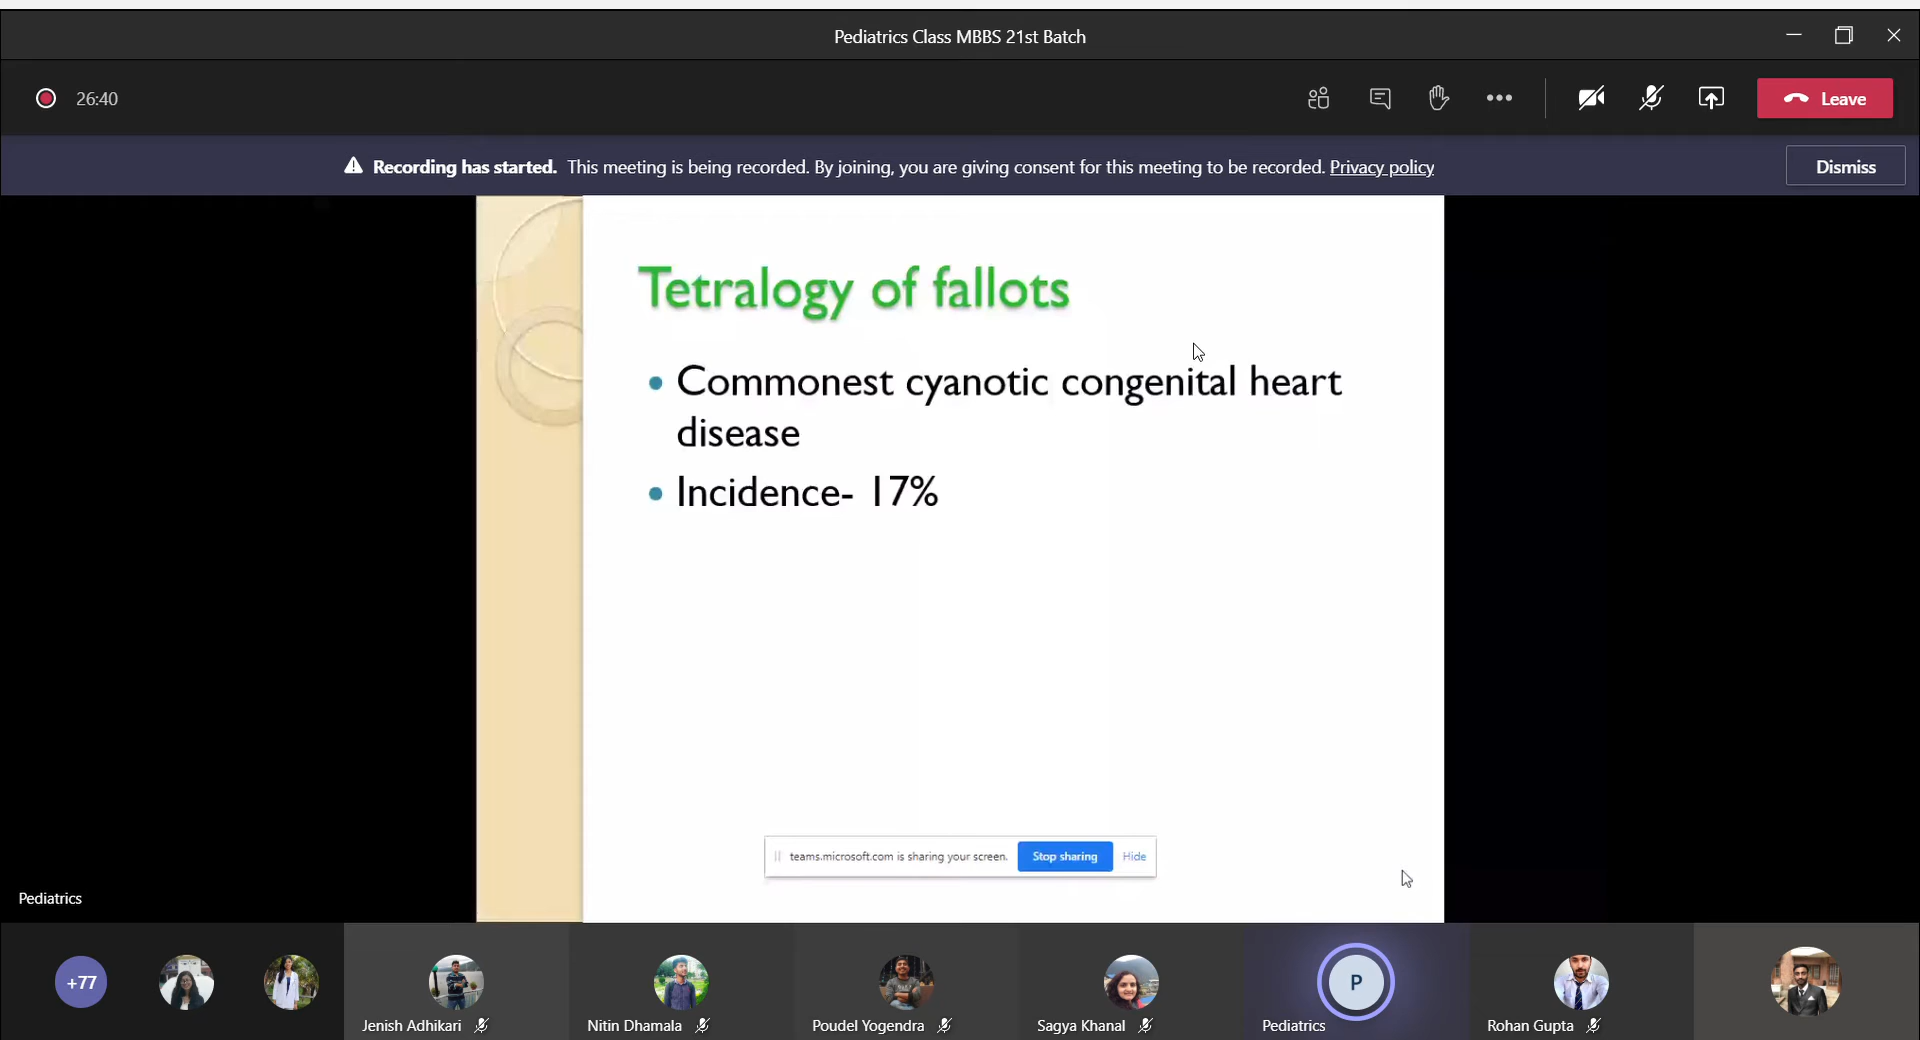 Pediatrics Class MBBS 21st Batch
26:40
Leave
Recording has started. This meeting is being recorded. By joining, you are giving consent for this meeting to be recorded. Privacy policy
Dismiss
Tetralogy of fallots
• Commonest cyanotic congenital heart
disease
• Incidence- 17%
teams.microsoft.com is sharing your screen. Stop sharing Hide
Pediatrics
+77
P
Jenish Adhikari
Nitin Dhamala
Poudel Yogendra
Sagya Khanal
Pediatrics
Rohan Gupta